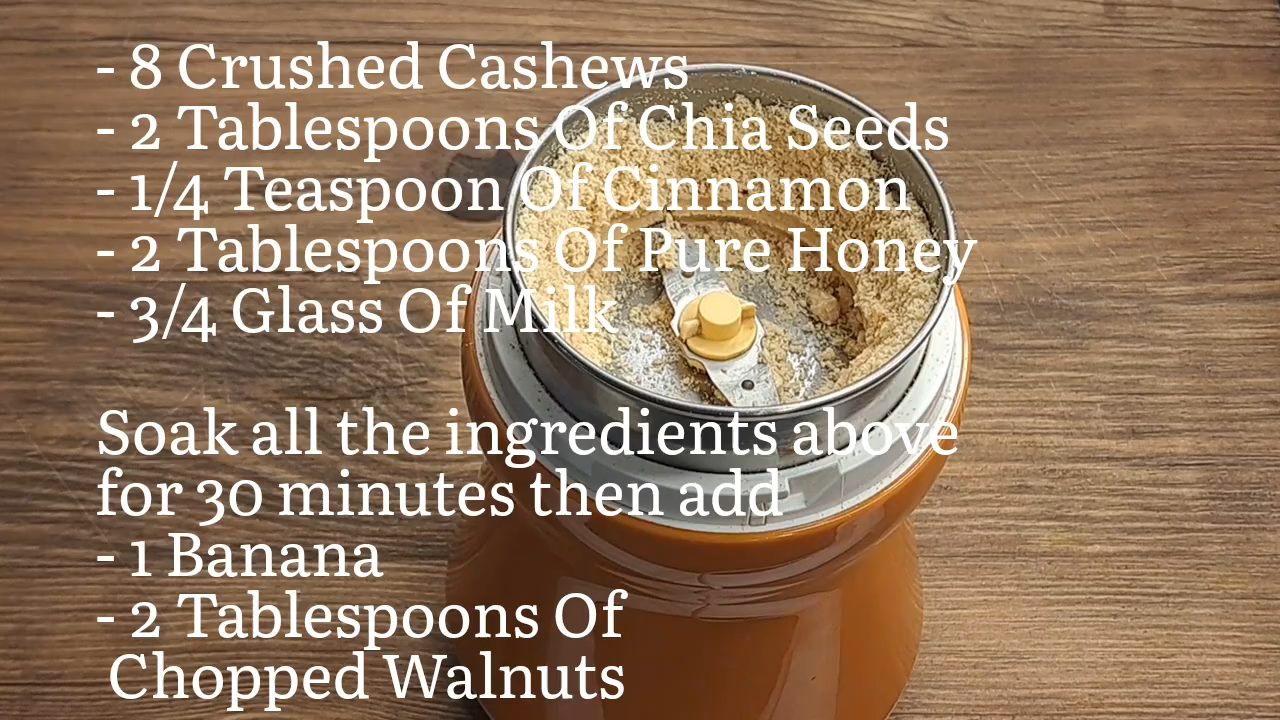 - 8 Crushed Cashews
- 2 Tablespoons Of Chia Seeds
- 1/4 Teaspoon Of Cinnamon
- 2 Tablespoons Of Pure Honey
- 3/4 Glass Of Milk
Soak all the ingredients above
for 30 minutes then add
- 1 Banana
- 2 Tablespoons Of
Chopped Walnuts